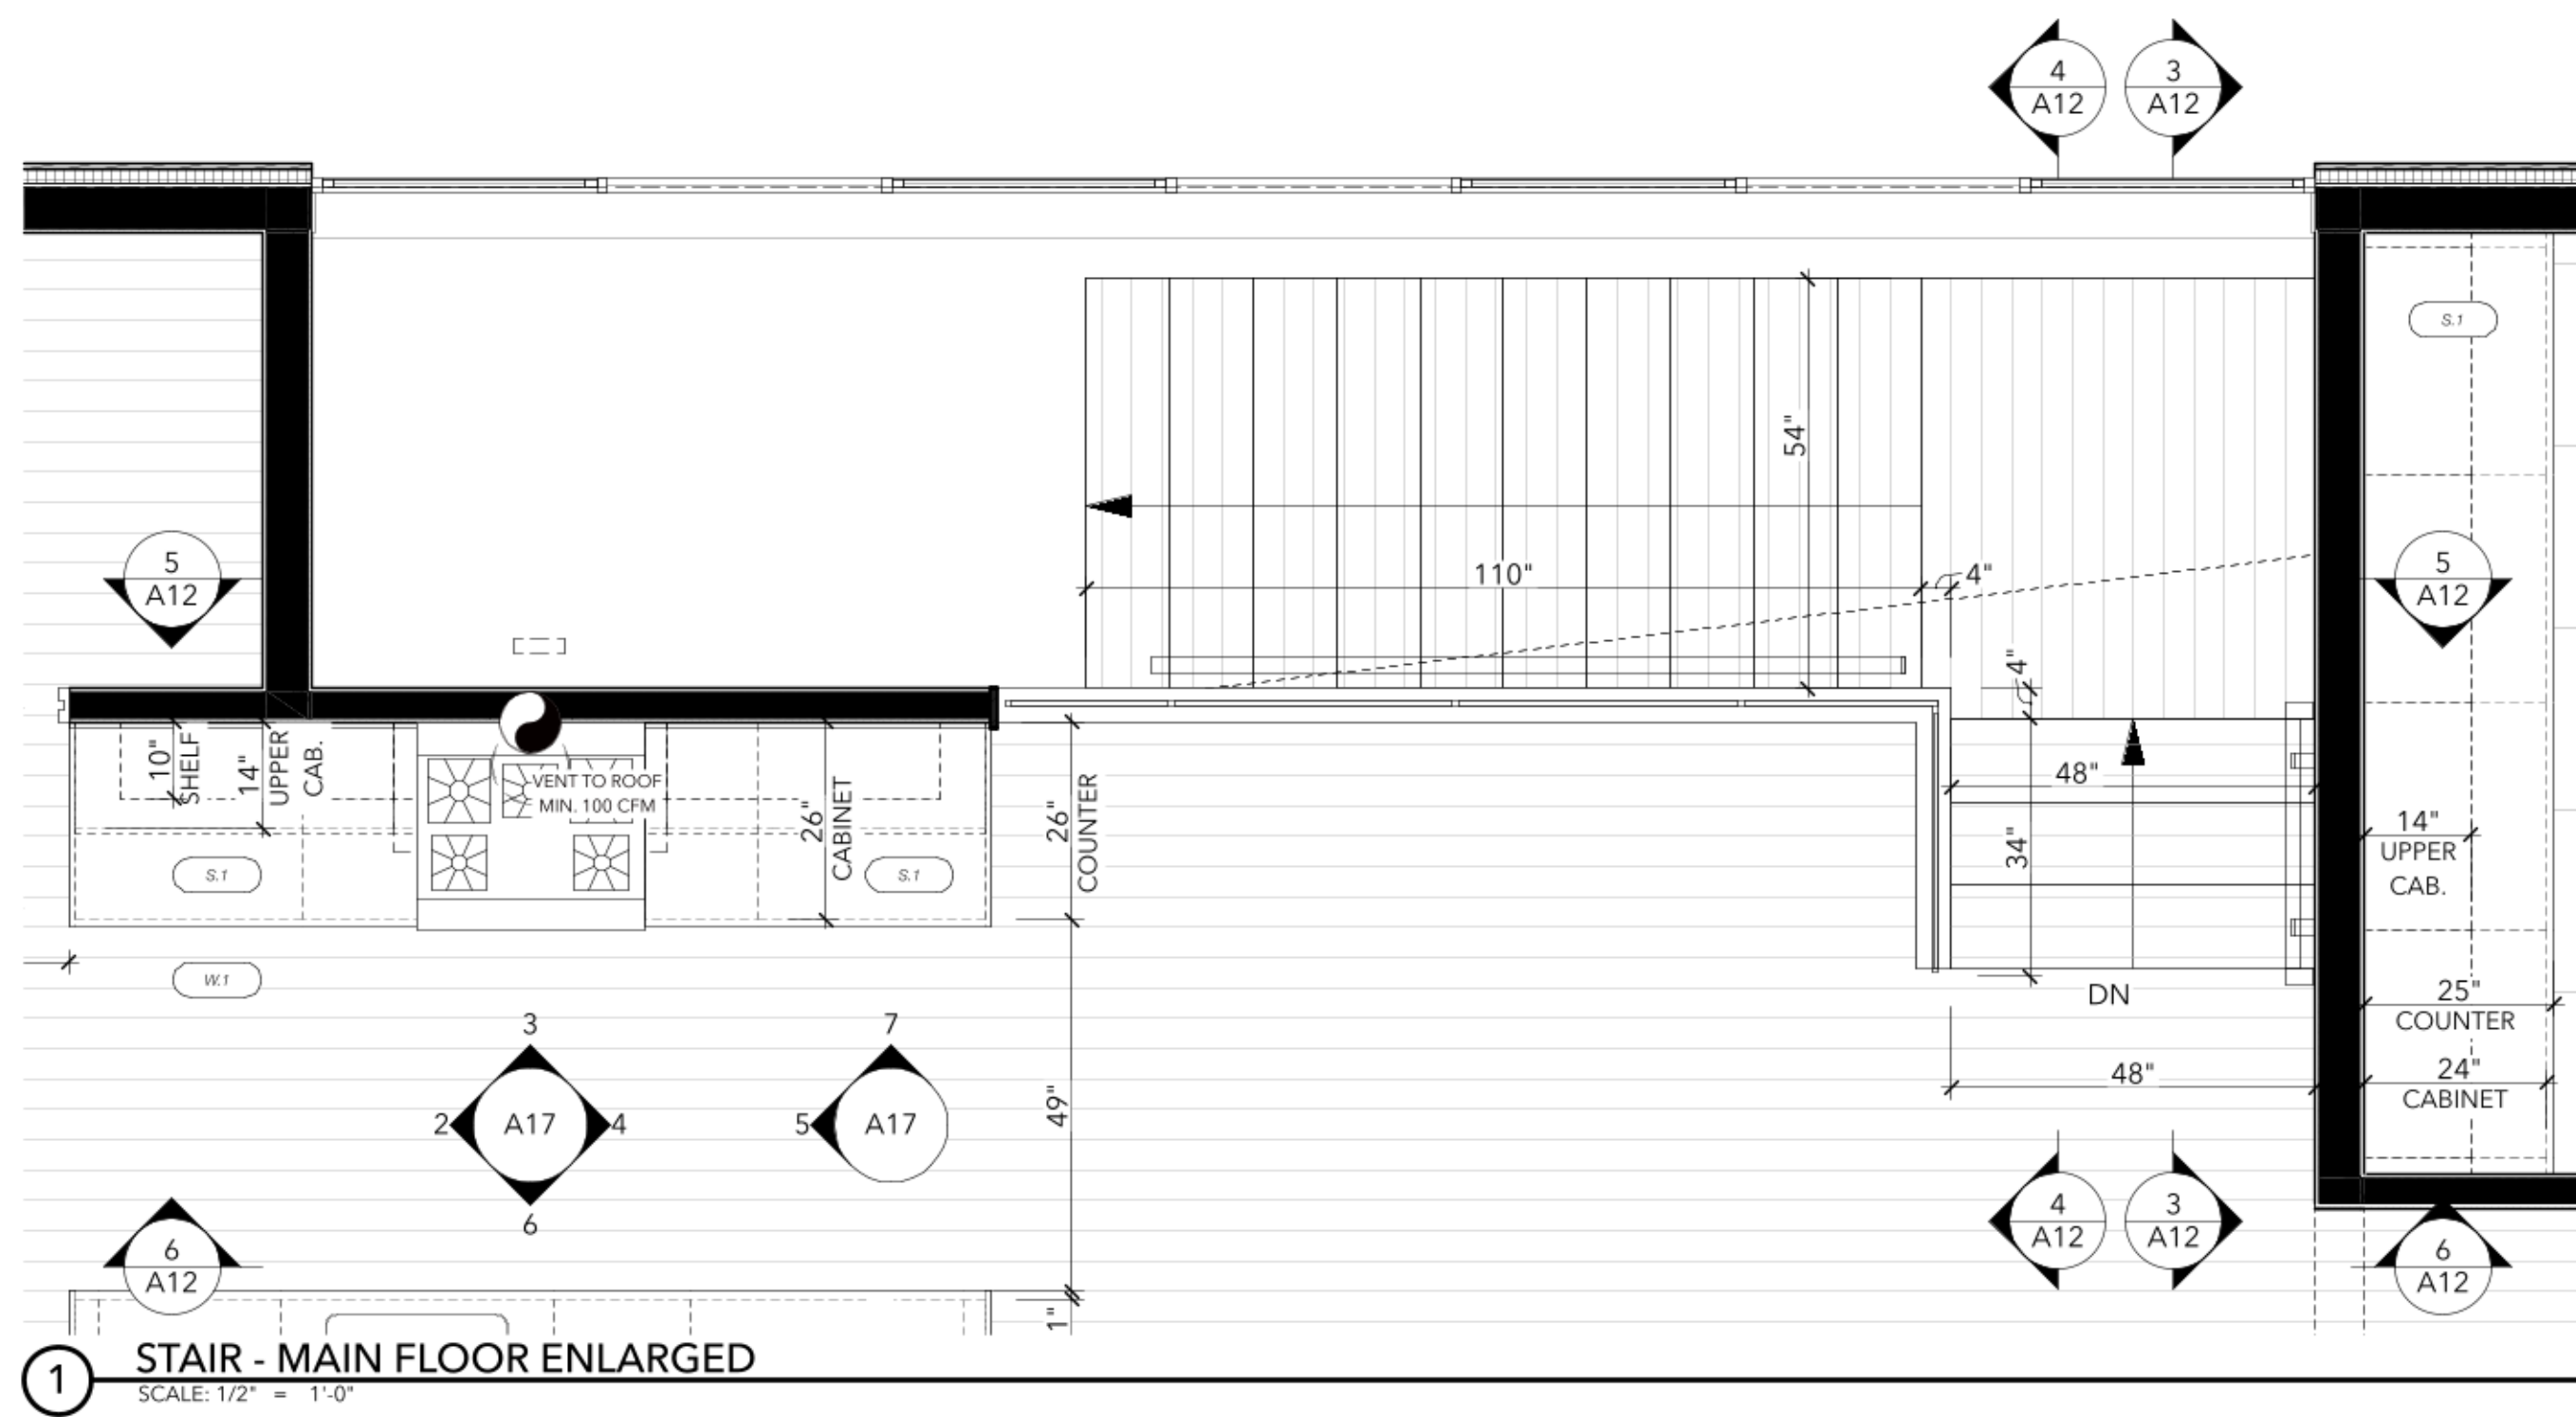 4
A12
3
A12
S.1
54"
5
A12
110"
4"
5
A12
4"
10"
SHELF
14"
UPPER
CAB.
VENT TO ROOF
MIN. 100 CFM
26"
CABINET
26"
COUNTER
48"
34"
14"
UPPER
CAB.
S.1
S.1
W.1
DN
25"
COUNTER
24"
CABINET
3
2
A17
4
6
7
5
A17
49"
48"
6
A12
4
A12
3
A12
6
A12
1"
1
STAIR - MAIN FLOOR ENLARGED
SCALE: 1/2" = 1'-0"